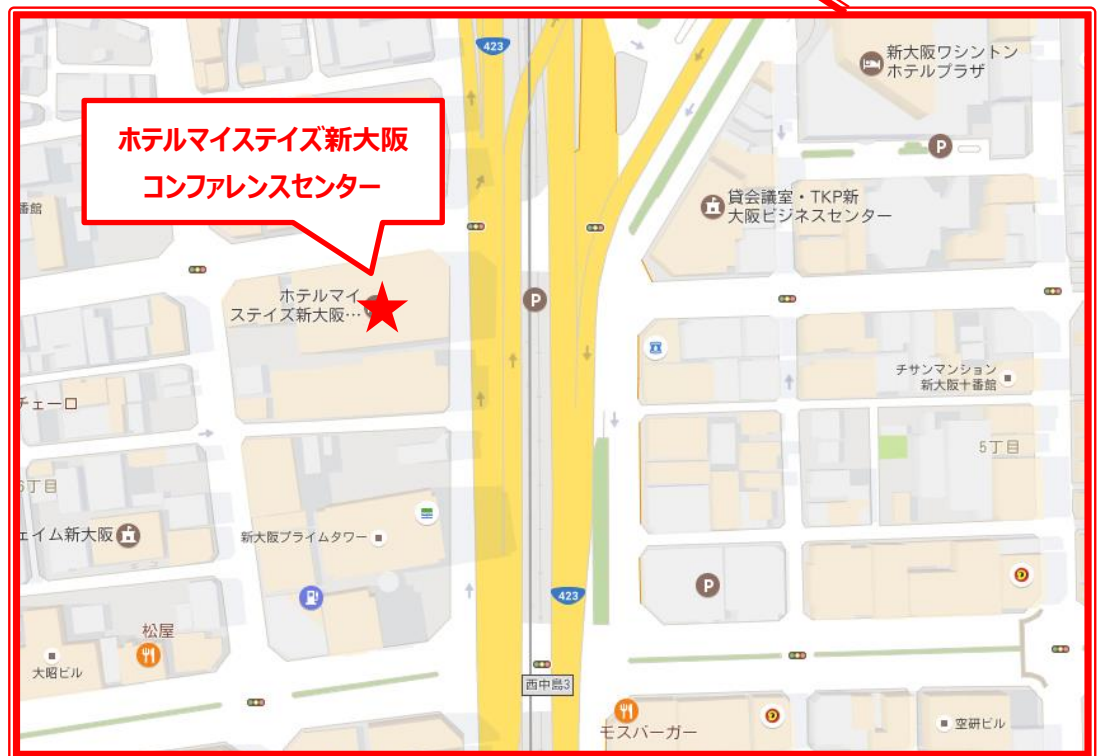 423
新大阪ワシントン
ホテルプラザ
ホテルマイステイズ新大阪
コンファレンスセンター
P
番館
貸会議室・TKP新
大阪ビジネスセンター
ホテルマイ
ステイズ新大阪…
P
チサンマンション
新大阪十番館
チェーロ
5丁目
6丁目
ェイム新大阪
新大阪プライムタワー
P
423
松屋
大昭ビル
西中島3
モスバーガー
空研ビル